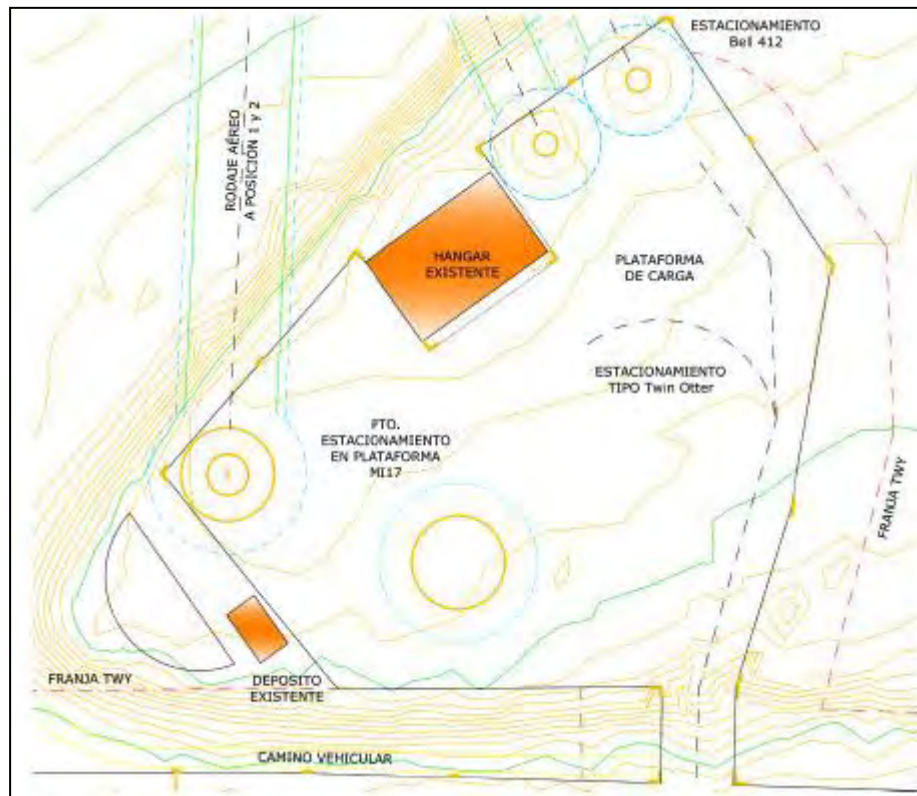 ESTACIONAMIENTO
Bell 412
RODAJE AÉREO
A POSICIÓN 1 y 2
HANGAR
EXISTENTE
PLATAFORMA
DE CARGA
ESTACIONAMIENTO
TIPO Twin Otter
PTO.
ESTACIONAMIENTO
EN PLATAFORMA
MI17
FRANJA TWY
FRANJA TWY
DEPOSITO
EXISTENTE
CAMINO VEHICULAR